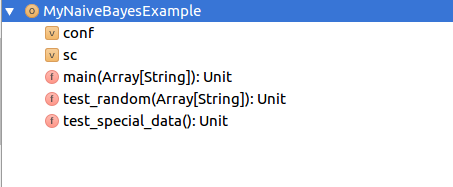 MyNaiveBayesExample
conf
sc
main(Array[String]): Unit
test_random(Array[String]): Unit
test_special_data(): Unit